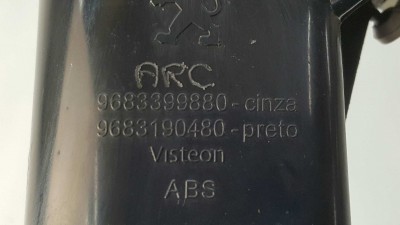 ARC
9683399880-cinza
9683190480-preto
Visteon
ABS